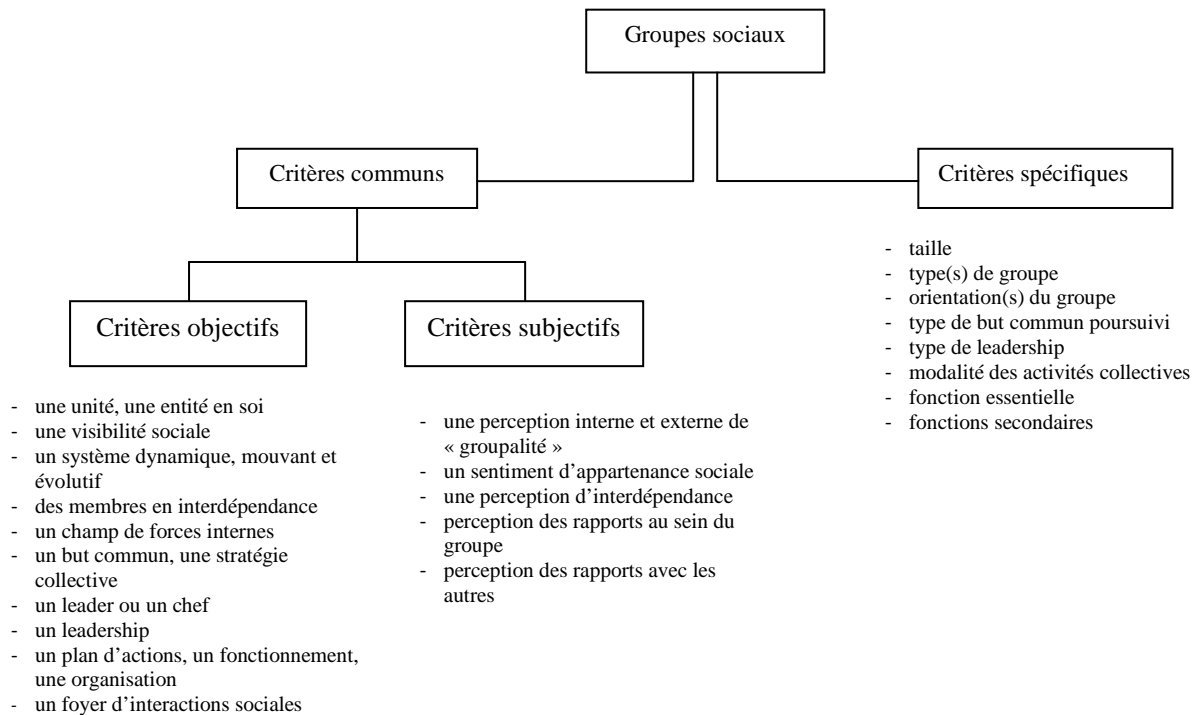 Groupes sociaux
Critères communs
Critères spécifiques
- taille
- type(s) de groupe
- orientation(s) du groupe
- type de but commun poursuivi
- type de leadership
- modalité des activités collectives
- fonction essentielle
- fonctions secondaires
Critères objectifs
Critères subjectifs
- une unité, une entité en soi
- une visibilité sociale
- un système dynamique, mouvant et
évolutif
- des membres en interdépendance
- un champ de forces internes
- un but commun, une stratégie
collective
- un leader ou un chef
- un leadership
- un plan d’actions, un fonctionnement,
une organisation
- un foyer d’interactions sociales
- une perception interne et externe de
« groupalité »
- un sentiment d’appartenance sociale
- une perception d’interdépendance
- perception des rapports au sein du
groupe
- perception des rapports avec les
autres